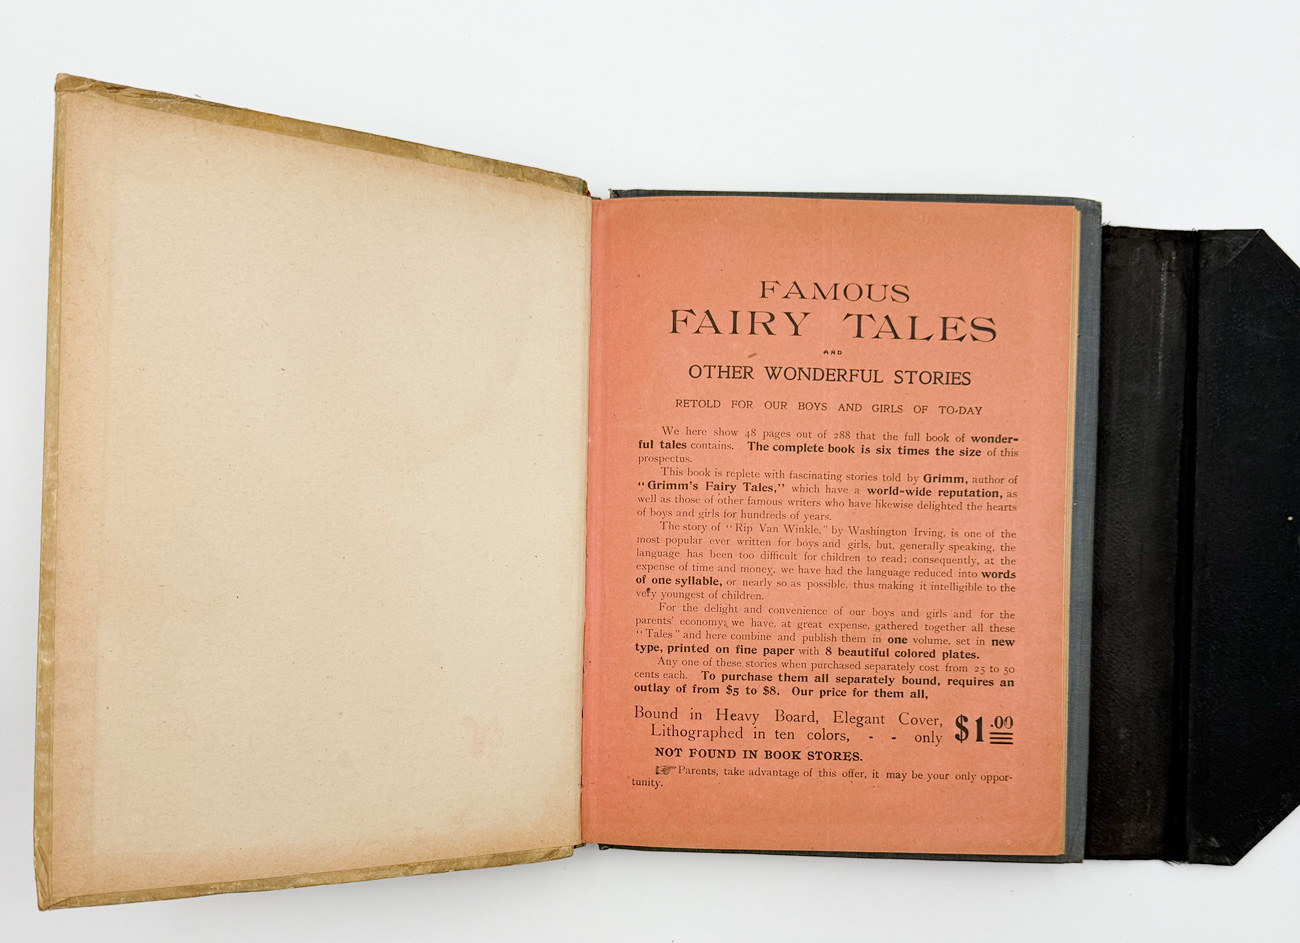 FAMOUS
FAIRY TALES
AND
OTHER WONDERFUL STORIES
RETOLD FOR OUR BOYS AND GIRLS OF TO-DAY
We here show 48 pages out of 288 that the full book of wonder-
ful tales contains. The complete book is six times the size of this
prospectus.
This book is replete with fascinating stories told by Grimm, author of
"Grimm's Fairy Tales," which have a world-wide reputation, as
well as those of other famous writers who have likewise delighted the hearts
of boys and girls for hundreds of years.
The story of "Rip Van Winkle," by Washington Irving, is one of the
most popular ever written for boys and girls, but, generally speaking, the
language has been too difficult for children to read; consequently, at the
expense of time and money, we have had the language reduced into words
of one syllable, or nearly so as possible, thus making it intelligible to the
very youngest of children.
For the delight and convenience of our boys and girls and for the
parents' economy, we have, at great expense, gathered together all these
"Tales" and here combine and publish them in one volume, set in new
type, printed on fine paper with 8 beautiful colored plates.
Any one of these stories when purchased separately cost from 25 to 50
cents each. To purchase them all separately bound, requires an
outlay of from $5 to $8. Our price for them all,
Bound in Heavy Board, Elegant Cover,
Lithographed in ten colors, - - only $1.00
NOT FOUND IN BOOK STORES.
☞ Parents, take advantage of this offer, it may be your only oppor-
tunity.